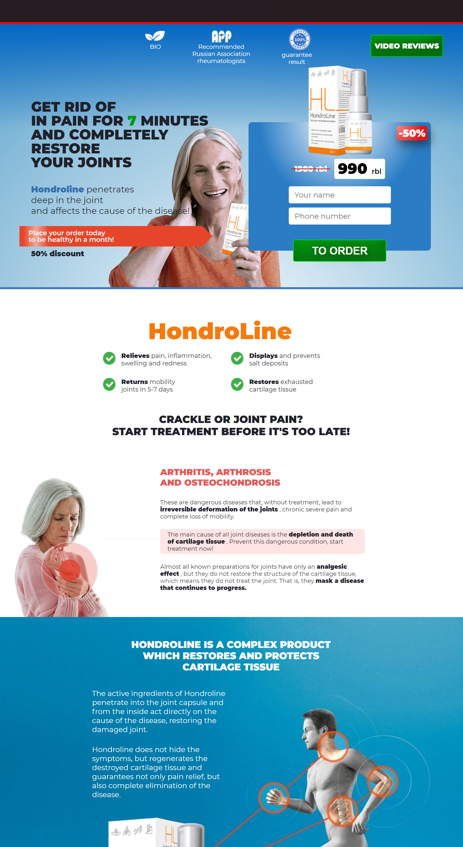 BIO
APP
Recommended
Russian Association
rheumatologists
100%
guarantee
result
VIDEO REVIEWS
GET RID OF
IN PAIN FOR 7 MINUTES
AND COMPLETELY
RESTORE
YOUR JOINTS
Hondroline penetrates
deep in the joint
and affects the cause of the disease!
Place your order today
to be healthy in a month!
50% discount
HL
HondroLine
HL
-50%
1980 rbl
990 rbl
Your name
Phone number
TO ORDER
HondroLine
Relieves pain, inflammation,
swelling and redness
Displays and prevents
salt deposits
Returns mobility
joints in 5-7 days
Restores exhausted
cartilage tissue
CRACKLE OR JOINT PAIN?
START TREATMENT BEFORE IT'S TOO LATE!
ARTHRITIS, ARTHROSIS
AND OSTEOCHONDROSIS
These are dangerous diseases that, without treatment, lead to
irreversible deformation of the joints , chronic severe pain and
complete loss of mobility.
The main cause of all joint diseases is the depletion and death
of cartilage tissue . Prevent this dangerous condition, start
treatment now!
Almost all known preparations for joints have only an analgesic
effect , but they do not restore the structure of the cartilage tissue,
which means they do not treat the joint. That is, they mask a disease
that continues to progress.
HONDROLINE IS A COMPLEX PRODUCT
WHICH RESTORES AND PROTECTS
CARTILAGE TISSUE
The active ingredients of Hondroline
penetrate into the joint capsule and
from the inside act directly on the
cause of the disease, restoring the
damaged joint.
Hondroline does not hide the
symptoms, but regenerates the
destroyed cartilage tissue and
guarantees not only pain relief, but
also complete elimination of the
disease.